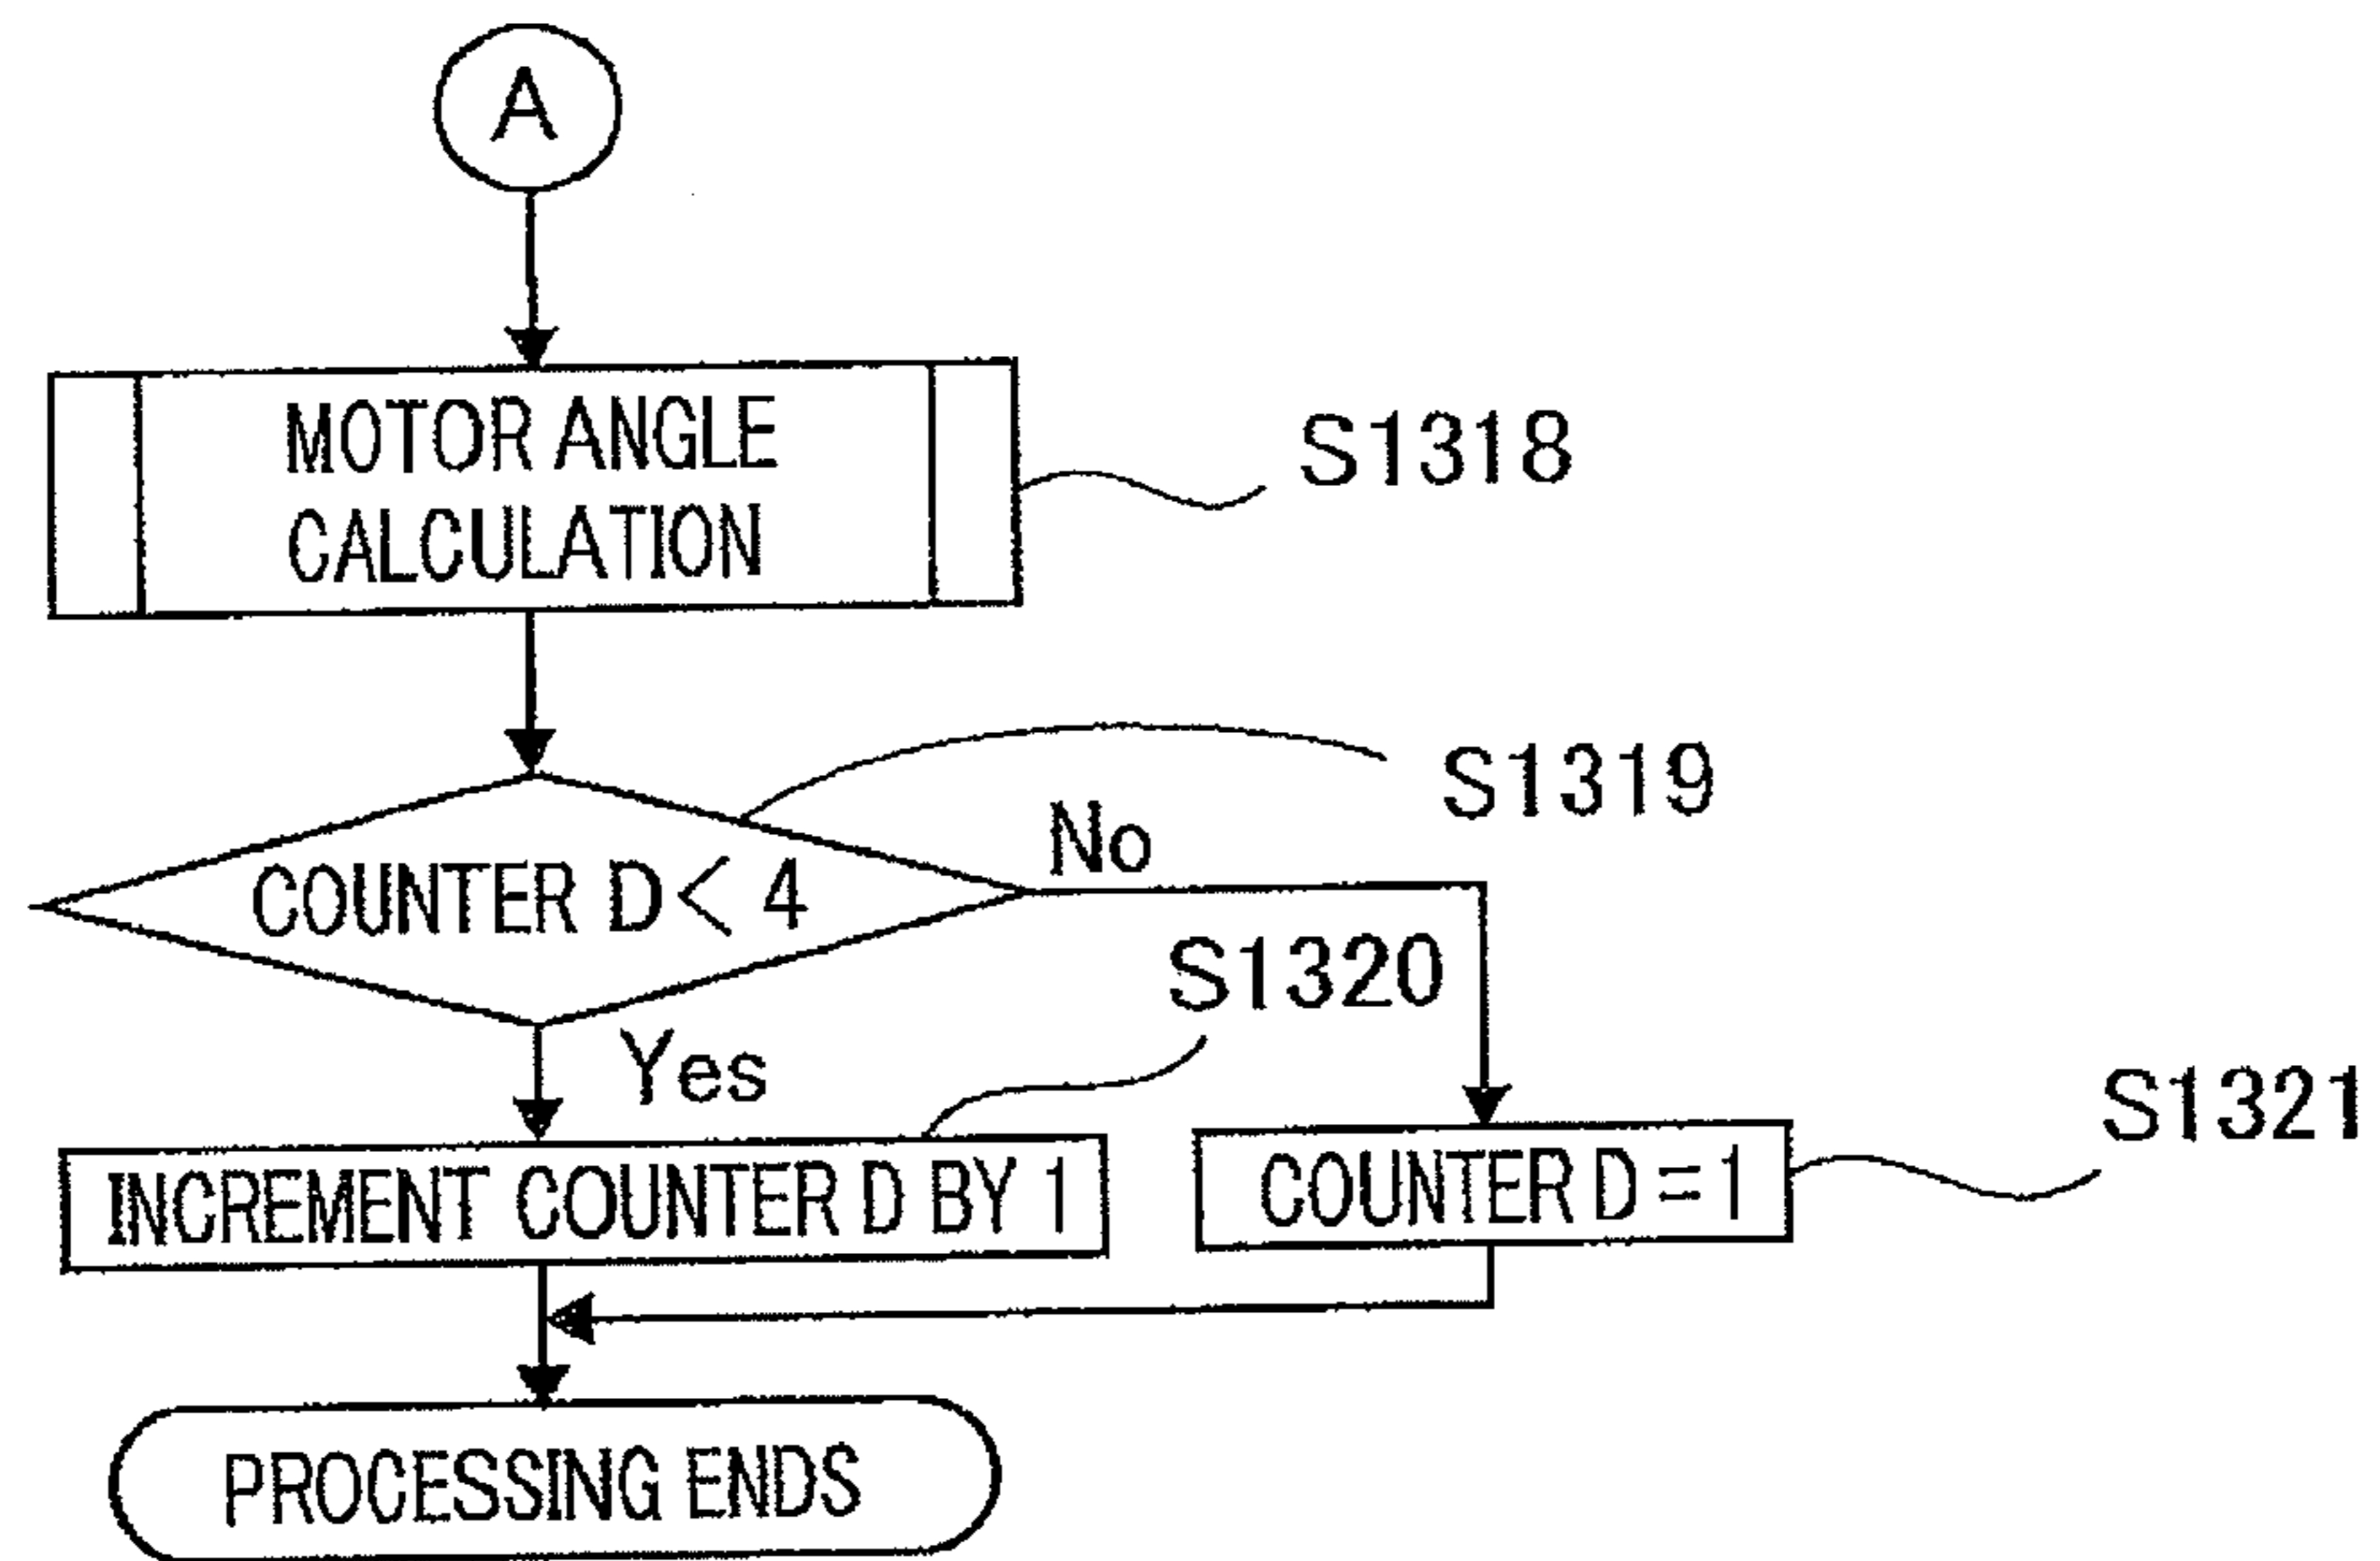 A
MOTOR ANGLE
CALCULATION
S1318
S1319
COUNTER D< 4
No
Yes
S1320
INCREMENT COUNTER D BY 1
COUNTER D=1
S1321
PROCESSING ENDS